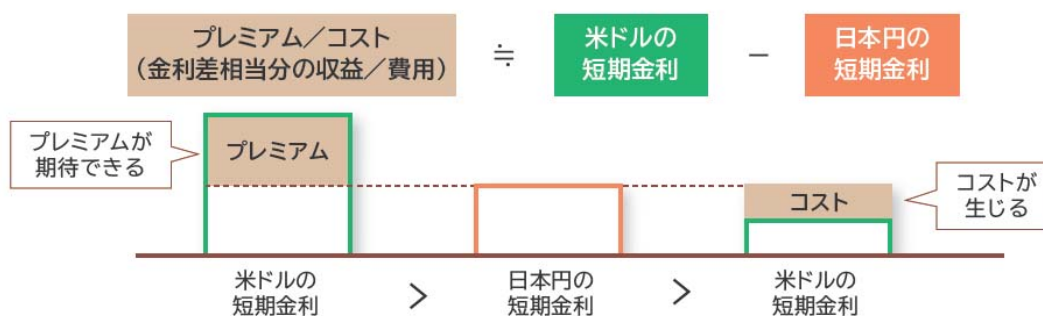 プレミアム／コスト
（金利差相当分の収益／費用）
≒
米ドルの
短期金利
－
日本円の
短期金利
プレミアムが
期待できる
プレミアム
コスト
コストが
生じる
米ドルの
短期金利
＞
日本円の
短期金利
＞
米ドルの
短期金利